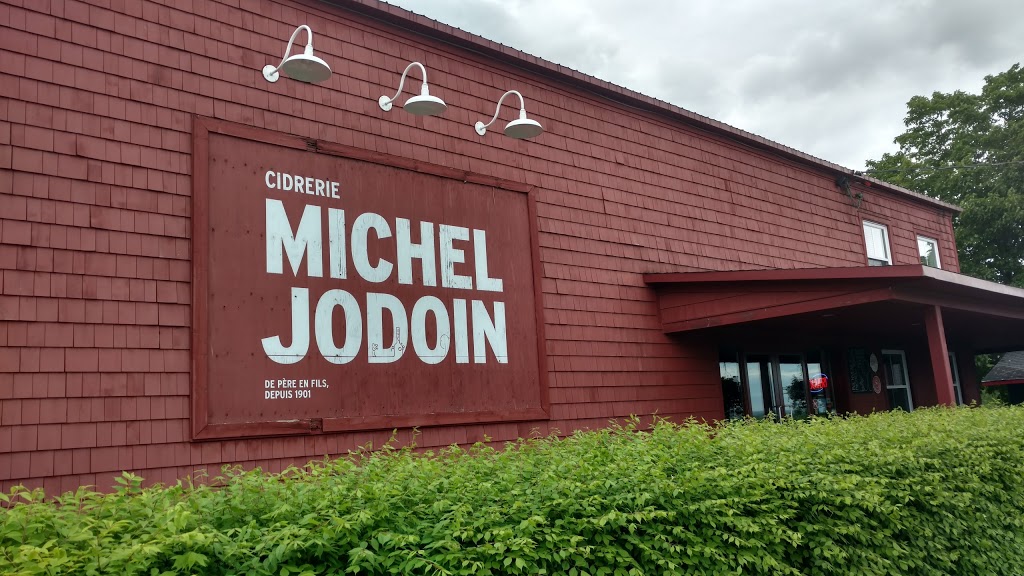 CIDRERIE
MICHEL
JODOIN
DE PÈRE EN FILS,
DEPUIS 1901